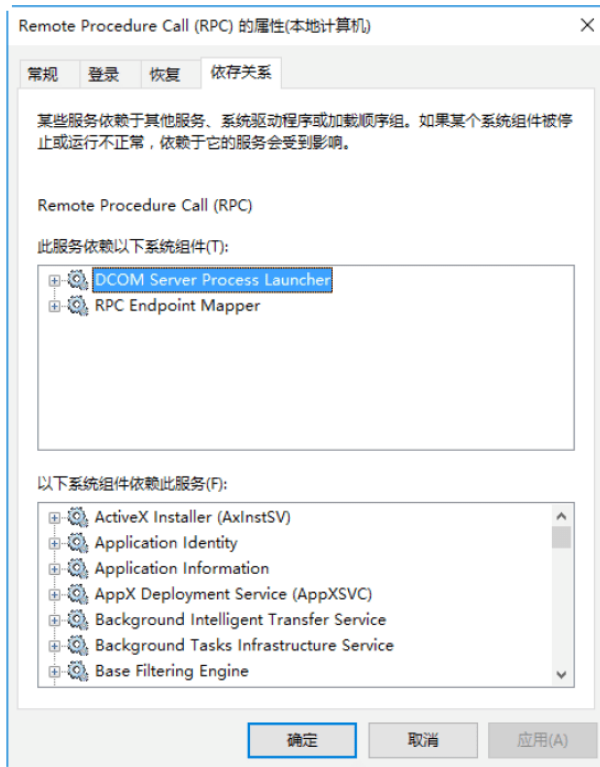 Remote Procedure Call (RPC) 的属性(本地计算机)
常规 登录 恢复 依存关系
某些服务依赖于其他服务、系统驱动程序或加载顺序组。如果某个系统组件被停
止或运行不正常，依赖于它的服务会受到影响。
Remote Procedure Call (RPC)
此服务依赖以下系统组件(T):
DCOM Server Process Launcher
RPC Endpoint Mapper
以下系统组件依赖此服务(F):
ActiveX Installer (AxInstSV)
Application Identity
Application Information
AppX Deployment Service (AppXSVC)
Background Intelligent Transfer Service
Background Tasks Infrastructure Service
Base Filtering Engine
确定 取消 应用(A)